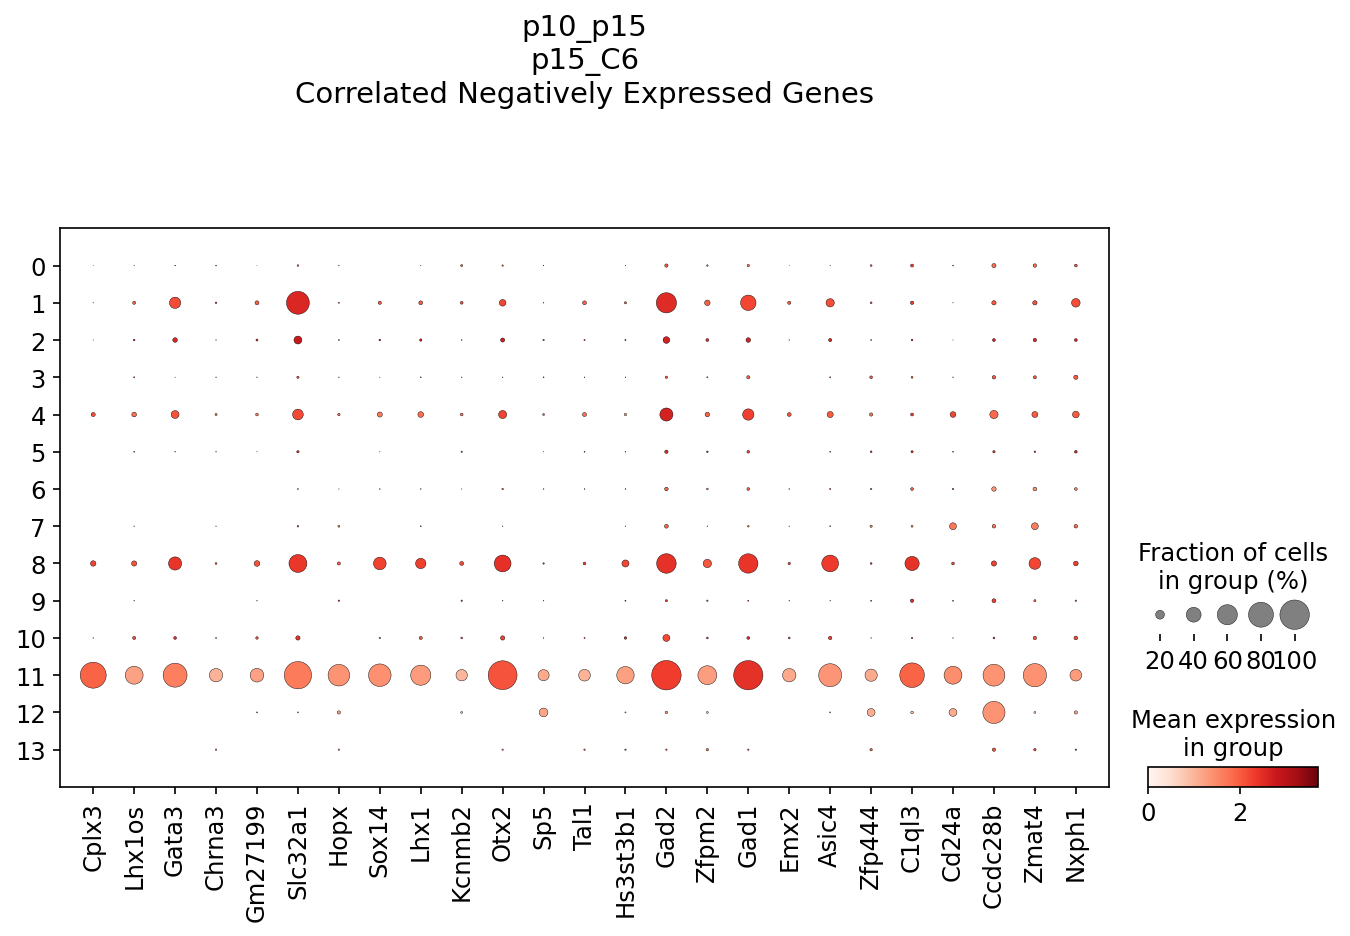 p10_p15
p15_C6
Correlated Negatively Expressed Genes
0
1
2
3
4
5
6
7
8
9
10
11
12
13
Cplx3
Lhx1os
Gata3
Chrna3
Gm27199
Slc32a1
Hopx
Sox14
Lhx1
Kcnmb2
Otx2
Sp5
Tal1
Hs3st3b1
Gad2
Zfpm2
Gad1
Emx2
Asic4
Zfp444
C1ql3
Cd24a
Ccdc28b
Zmat4
Nxph1
Fraction of cells
in group (%)
20 40 60 80 100
Mean expression
in group
0 2